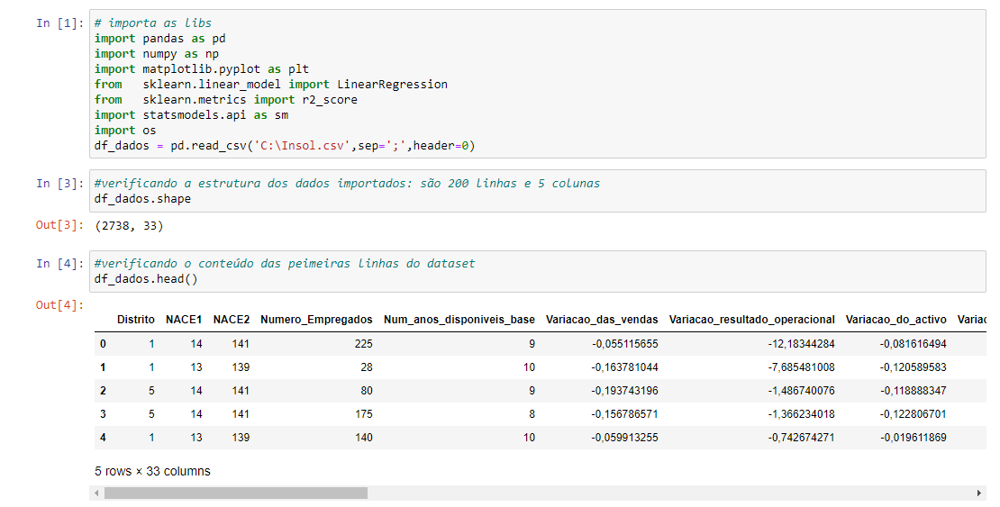 In [1]: # importa as libs
import pandas as pd
import numpy as np
import matplotlib.pyplot as plt
from   sklearn.linear_model import LinearRegression
from   sklearn.metrics import r2_score
import statsmodels.api as sm
import os
df_dados = pd.read_csv('C:\Insol.csv',sep=';',header=0)
In [3]: #verificando a estrutura dos dados importados: são 200 linhas e 5 colunas
df_dados.shape
Out[3]: (2738, 33)
In [4]: #verificando o conteúdo das peimeiras linhas do dataset
df_dados.head()
Out[4]:
Distrito NACE1 NACE2 Numero_Empregados Num_anos_disponiveis_base Variacao_das_vendas Variacao_resultado_operacional Variacao_do_activo Variac
0 1 14 141 225 9 -0,055115655 -12,18344284 -0,081616494
1 1 13 139 28 10 -0,163781044 -7,685481008 -0,120589583
2 5 14 141 80 9 -0,193743196 -1,486740076 -0,118888347
3 5 14 141 175 8 -0,156786571 -1,366234018 -0,122806701
4 1 13 139 140 10 -0,059913255 -0,742674271 -0,019611869
5 rows × 33 columns